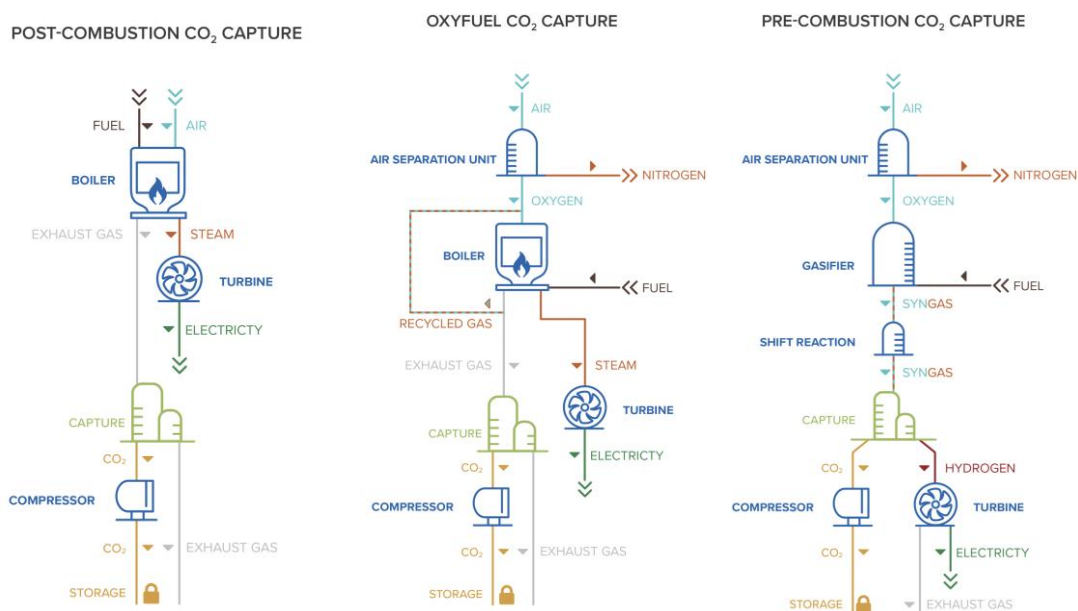 POST-COMBUSTION CO₂ CAPTURE
FUEL
AIR
BOILER
EXHAUST GAS
STEAM
TURBINE
ELECTRICTY
CAPTURE
CO₂
COMPRESSOR
CO₂
EXHAUST GAS
STORAGE
OXYFUEL CO₂ CAPTURE
AIR
AIR SEPARATION UNIT
NITROGEN
OXYGEN
BOILER
FUEL
RECYCLED GAS
EXHAUST GAS
STEAM
TURBINE
CAPTURE
ELECTRICTY
CO₂
COMPRESSOR
CO₂
EXHAUST GAS
STORAGE
PRE-COMBUSTION CO₂ CAPTURE
AIR
AIR SEPARATION UNIT
NITROGEN
OXYGEN
GASIFIER
FUEL
SYNGAS
SHIFT REACTION
SYNGAS
CAPTURE
CO₂
HYDROGEN
COMPRESSOR
TURBINE
CO₂
ELECTRICTY
STORAGE
EXHAUST GAS